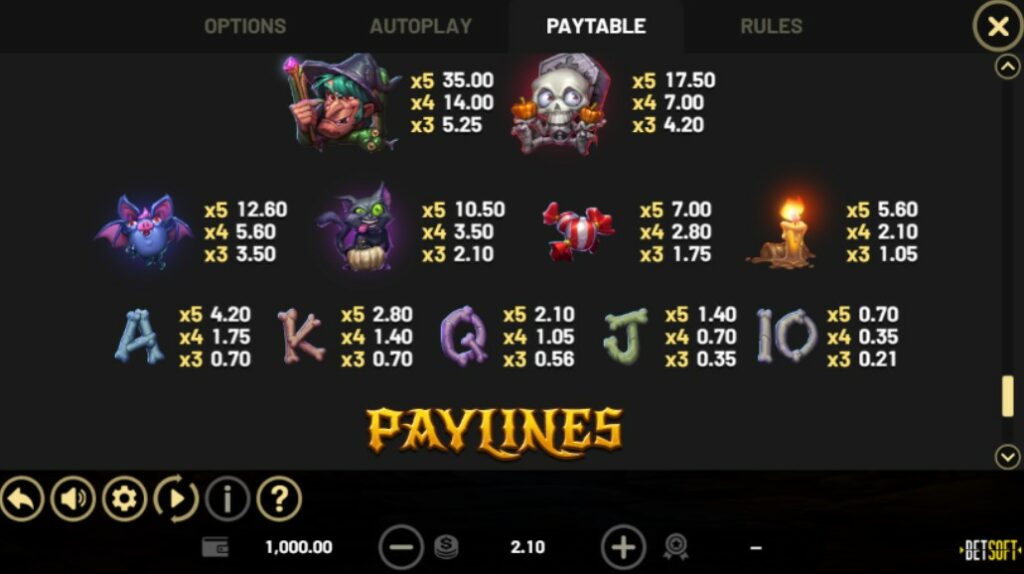 OPTIONS AUTOPLAY PAYTABLE RULES
x5 35.00 x5 17.50
x4 14.00 x4 7.00
x3 5.25 x3 4.20
x5 12.60 x5 10.50 x5 7.00 x5 5.60
x4 5.60 x4 3.50 x4 2.80 x4 2.10
x3 3.50 x3 2.10 x3 1.75 x3 1.05
A x5 4.20 K x5 2.80 Q x5 2.10 J x5 1.40 10 x5 0.70
x4 1.75 x4 1.40 x4 1.05 x4 0.70 x4 0.35
x3 0.70 x3 0.70 x3 0.56 x3 0.35 x3 0.21
PAYLINES
i ?
1,000.00 $ 2.10 –
BETSOFT